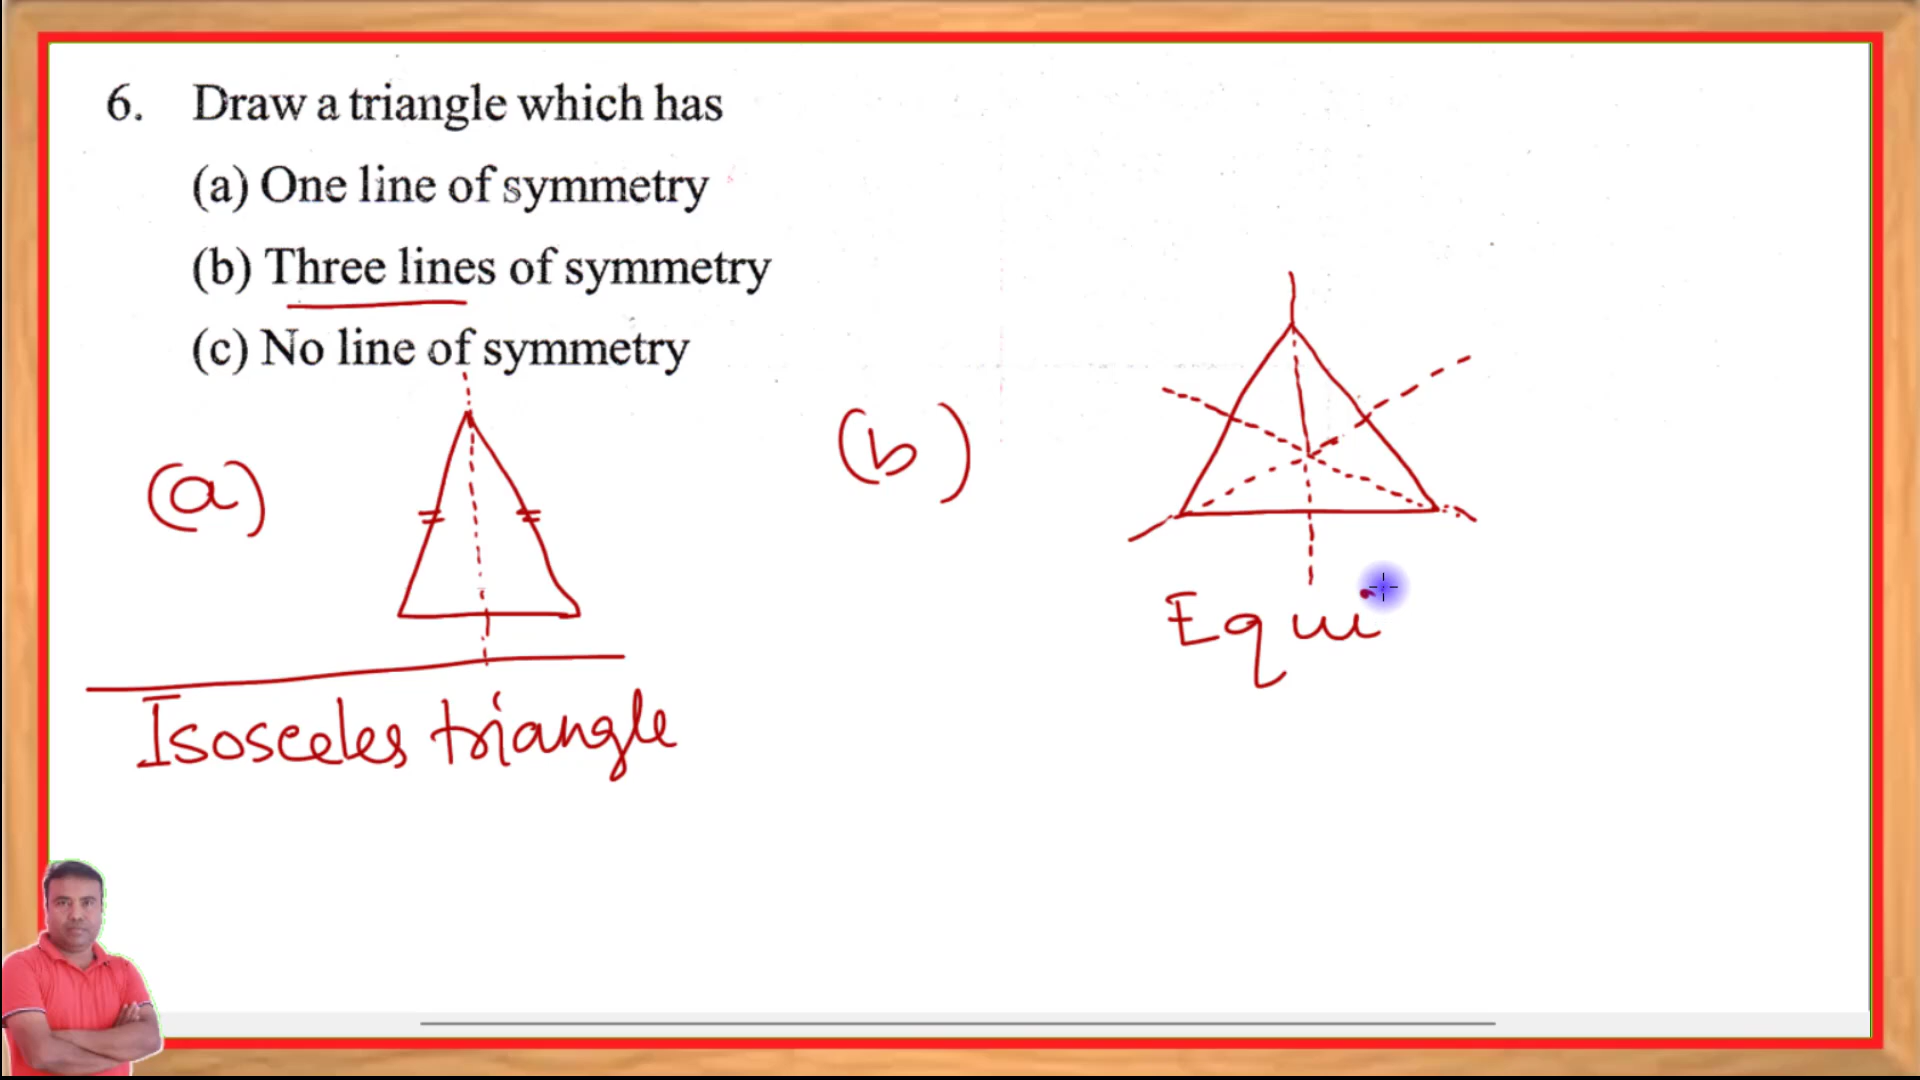 6. Draw a triangle which has
(a) One line of symmetry
(b) Three lines of symmetry
(c) No line of symmetry
(a)
(b)
Equi
Isosceles triangle